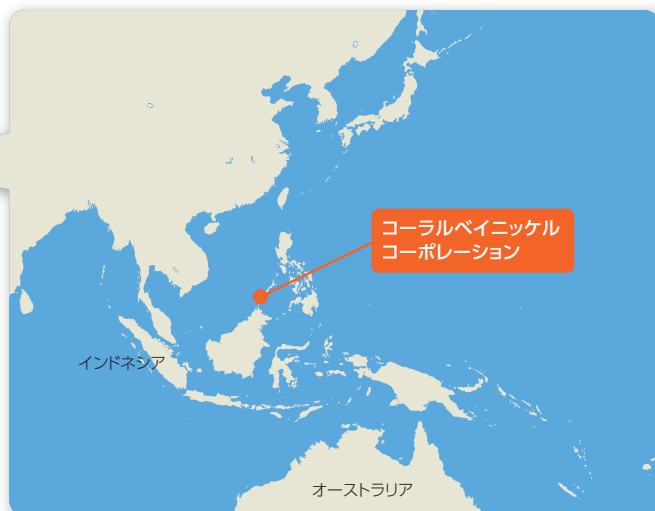 コーラルベイニッケル
コーポレーション
インドネシア
オーストラリア